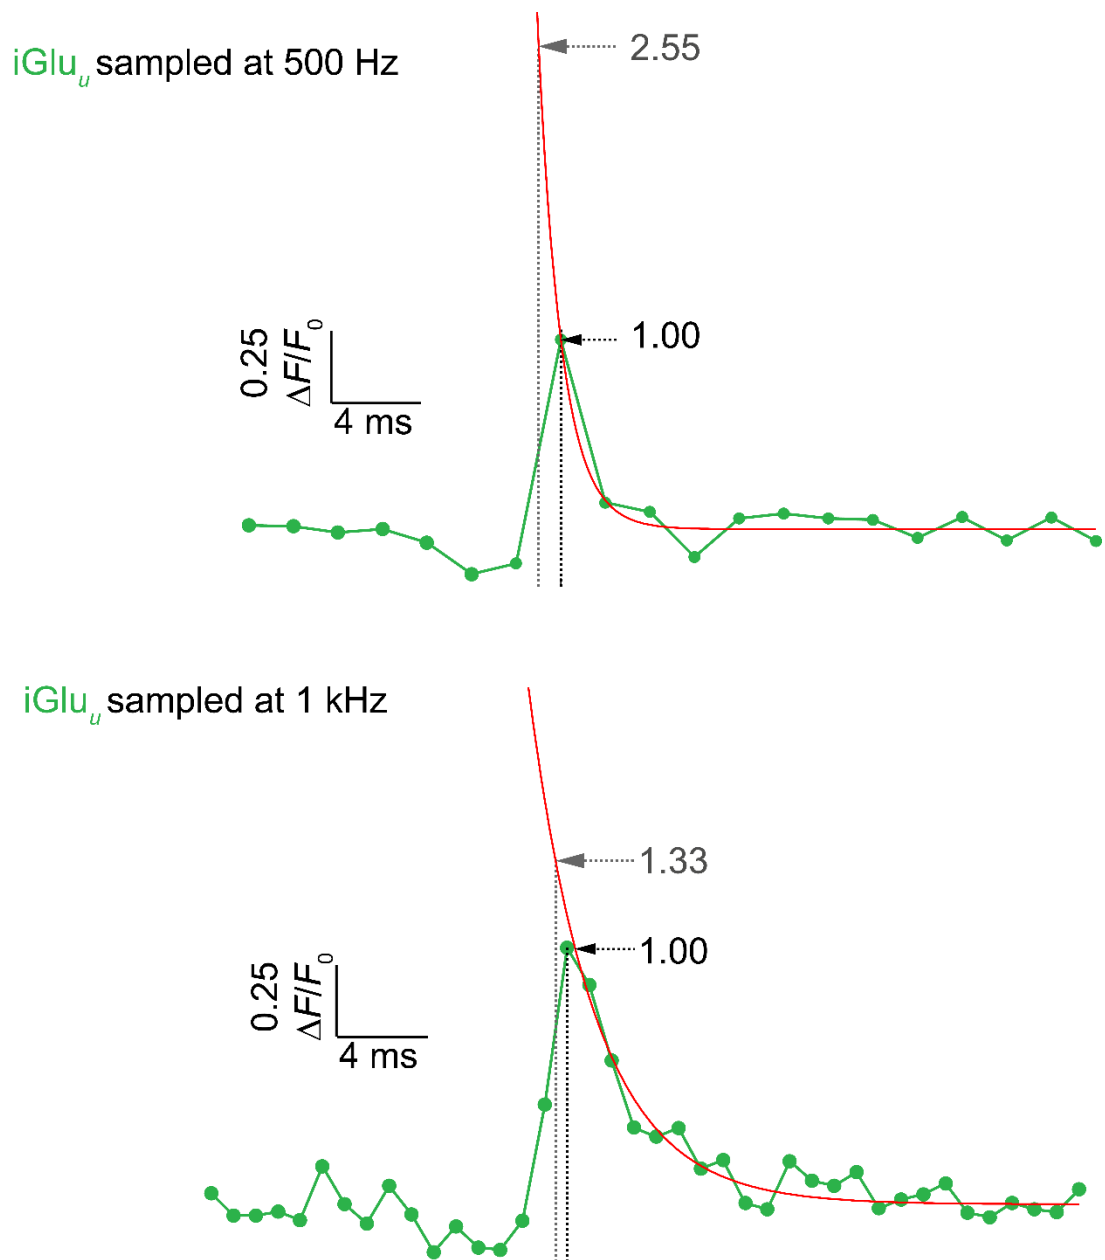 iGlu𝑢 sampled at 500 Hz
2.55
1.00
0.25
ΔF/F0
4 ms
iGlu𝑢 sampled at 1 kHz
1.33
1.00
0.25
ΔF/F0
4 ms